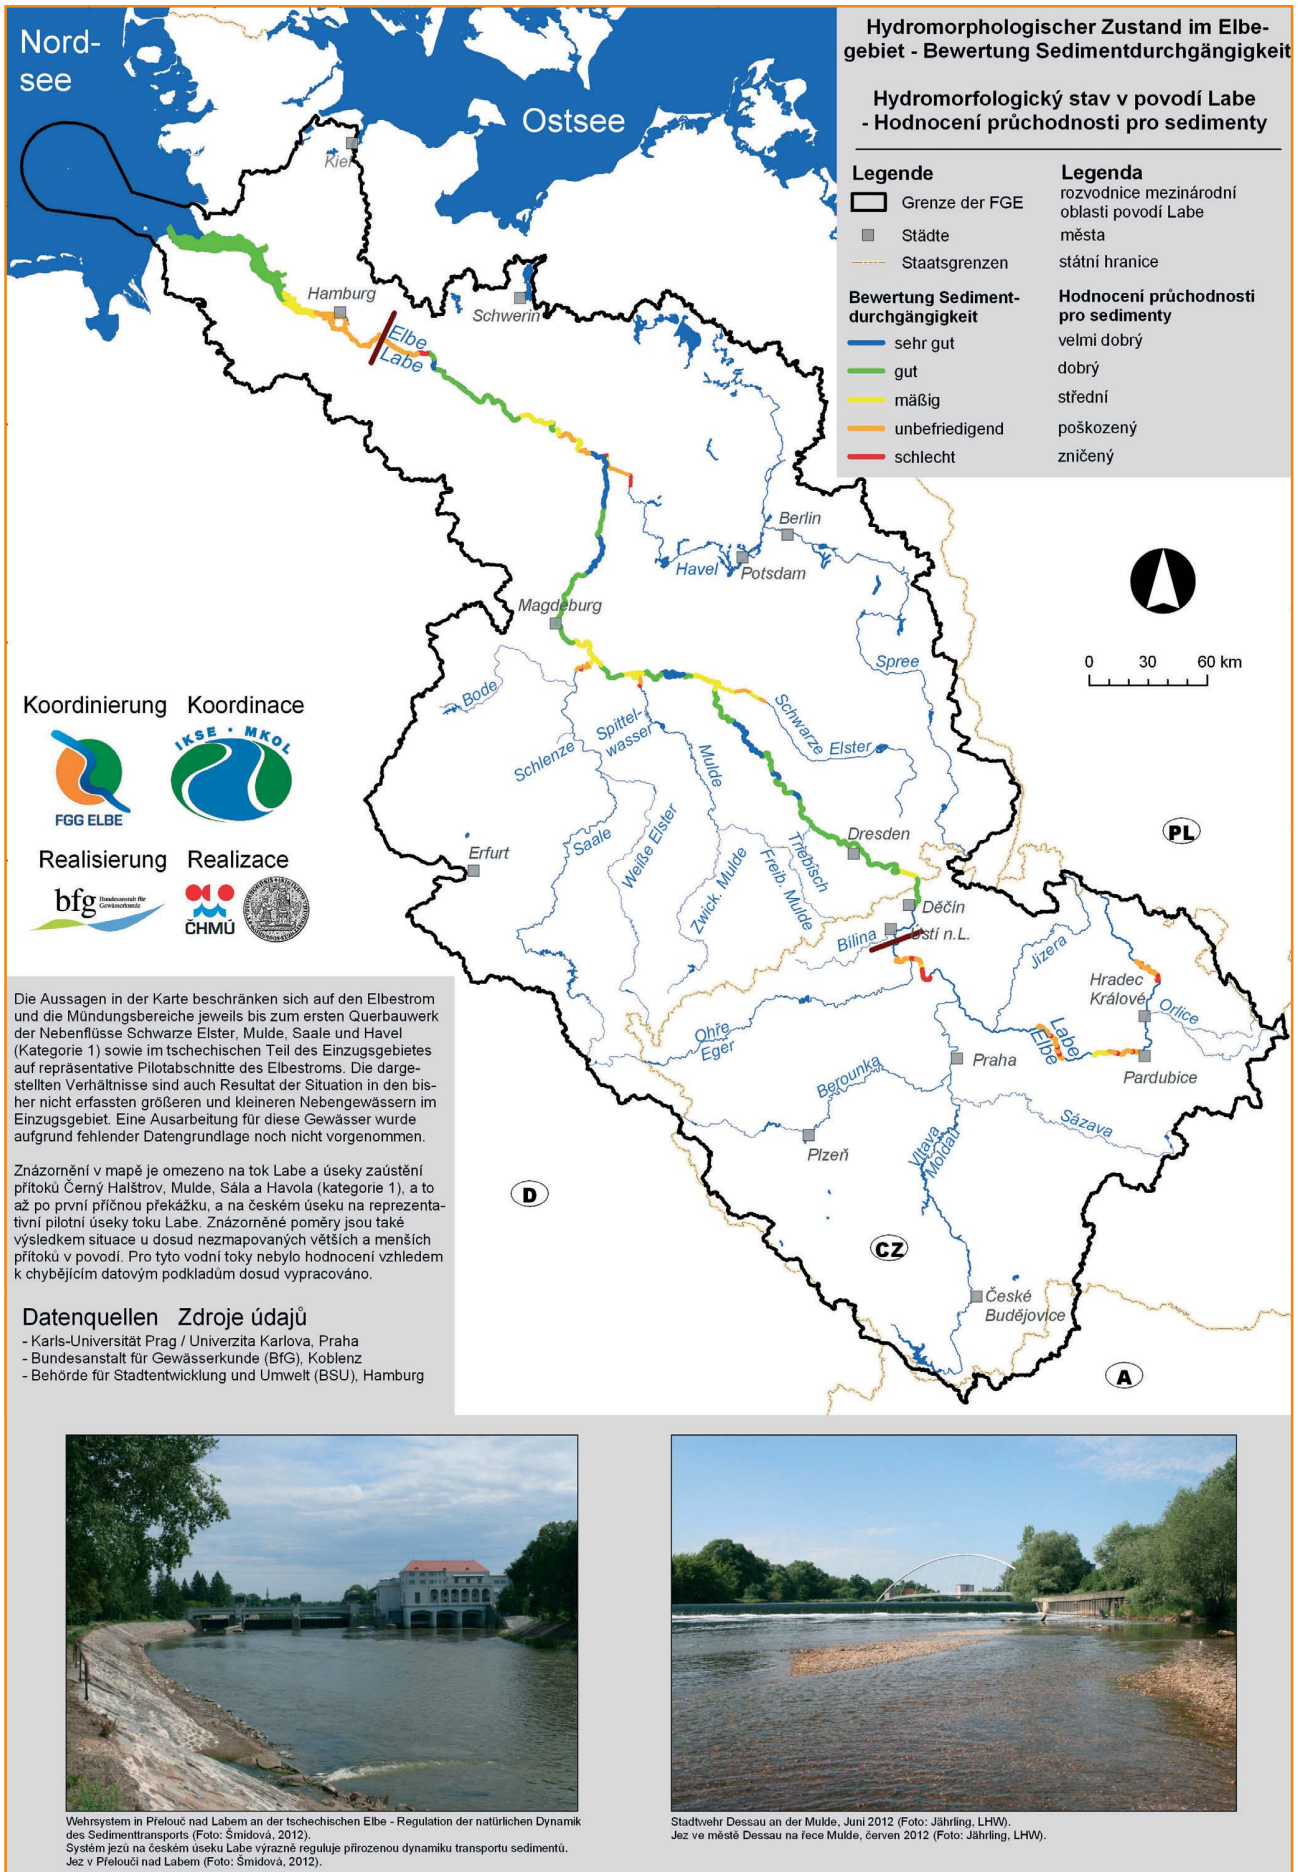 Nord-
see
Ostsee
Hydromorphologischer Zustand im Elbe-
gebiet - Bewertung Sedimentdurchgängigkeit
Hydromorfologický stav v povodí Labe
- Hodnocení průchodnosti pro sedimenty
Legende
Legenda
Grenze der FGE
rozvodnice mezinárodní
oblasti povodí Labe
Städte
města
Staatsgrenzen
státní hranice
Bewertung Sediment-
durchgängigkeit
Hodnocení průchodnosti
pro sedimenty
sehr gut
velmi dobrý
gut
dobrý
mäßig
střední
unbefriedigend
poškozený
schlecht
zničený
Kiel
Hamburg
Schwerin
Elbe
Labe
Berlin
Havel
Potsdam
Magdeburg
Spree
0 30 60 km
Bode
Schlenze
Spittel-
wasser
Mulde
Schwarze
Elster
Saale
Weiße Elster
Zwick. Mulde
Freib. Mulde
Triebisch
Dresden
Erfurt
PL
Děčín
Ústí n.L.
Bílina
Jizera
Hradec
Králové
Orlice
Ohře
Eger
Labe
Elbe
Praha
Pardubice
Berounka
Sázava
Plzeň
Vltava
Moldau
D
CZ
České
Budějovice
A
Koordinierung Koordinace
FGG ELBE
IKSE • MKOL
Realisierung Realizace
bfg Bundesanstalt für
Gewässerkunde
ČHMÚ
Die Aussagen in der Karte beschränken sich auf den Elbestrom
und die Mündungsbereiche jeweils bis zum ersten Querbauwerk
der Nebenflüsse Schwarze Elster, Mulde, Saale und Havel
(Kategorie 1) sowie im tschechischen Teil des Einzugsgebietes
auf repräsentative Pilotabschnitte des Elbestroms. Die darge-
stellten Verhältnisse sind auch Resultat der Situation in den bis-
her nicht erfassten größeren und kleineren Nebengewässern im
Einzugsgebiet. Eine Ausarbeitung für diese Gewässer wurde
aufgrund fehlender Datengrundlage noch nicht vorgenommen.
Znázornění v mapě je omezeno na tok Labe a úseky zaústění
přítoků Černý Halštrov, Mulde, Sála a Havola (kategorie 1), a to
až po první příčnou překážku, a na českém úseku na reprezenta-
tivní pilotní úseky toku Labe. Znázorněné poměry jsou také
výsledkem situace u dosud nezmapovaných větších a menších
přítoků v povodí. Pro tyto vodní toky nebylo hodnocení vzhledem
k chybějícím datovým podkladům dosud vypracováno.
Datenquellen Zdroje údajů
- Karls-Universität Prag / Univerzita Karlova, Praha
- Bundesanstalt für Gewässerkunde (BfG), Koblenz
- Behörde für Stadtentwicklung und Umwelt (BSU), Hamburg
Wehrsystem in Přelouč nad Labem an der tschechischen Elbe - Regulation der natürlichen Dynamik
des Sedimenttransports (Foto: Šmidová, 2012).
Systém jezů na českém úseku Labe výrazně reguluje přirozenou dynamiku transportu sedimentů.
Jez v Přelouči nad Labem (Foto: Šmidová, 2012).
Stadtwehr Dessau an der Mulde, Juni 2012 (Foto: Jährling, LHW).
Jez ve městě Dessau na řece Mulde, červen 2012 (Foto: Jährling, LHW).